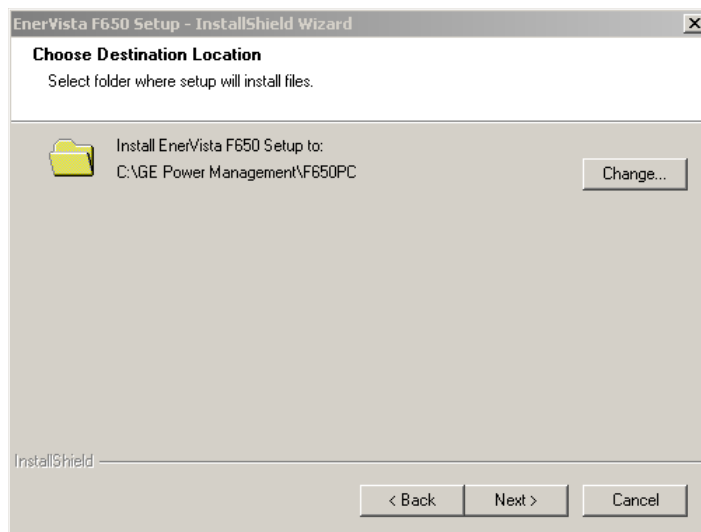 EnerVista F650 Setup - InstallShield Wizard
Choose Destination Location
Select folder where setup will install files.
Install EnerVista F650 Setup to:
C:\GE Power Management\F650PC
Change...
InstallShield
< Back
Next >
Cancel